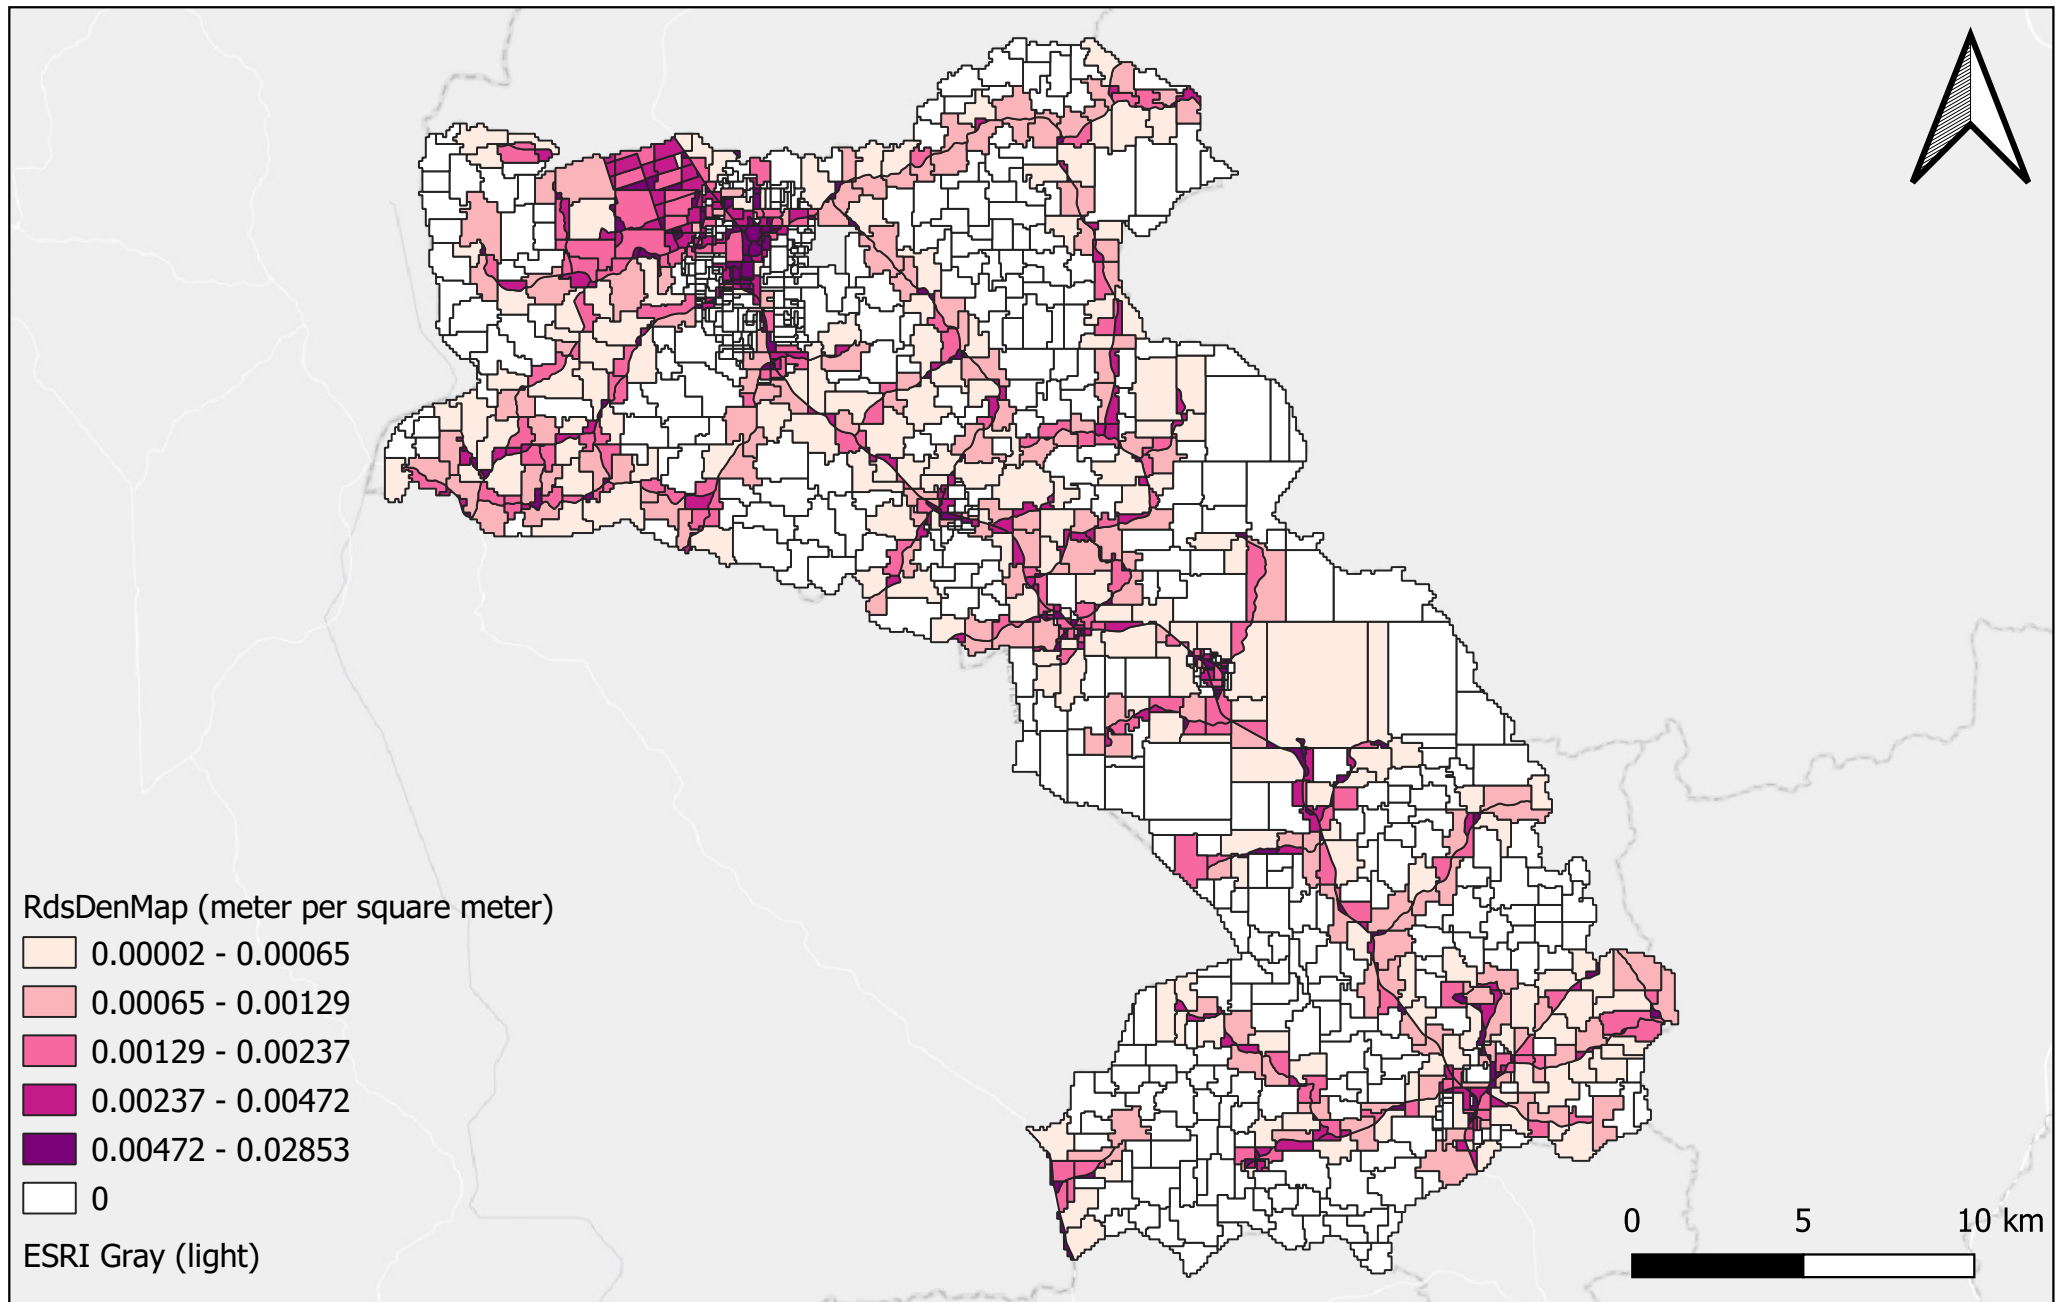 RdsDenMap (meter per square meter)
0.00002 - 0.00065
0.00065 - 0.00129
0.00129 - 0.00237
0.00237 - 0.00472
0.00472 - 0.02853
0
ESRI Gray (light)
0 5 10 km